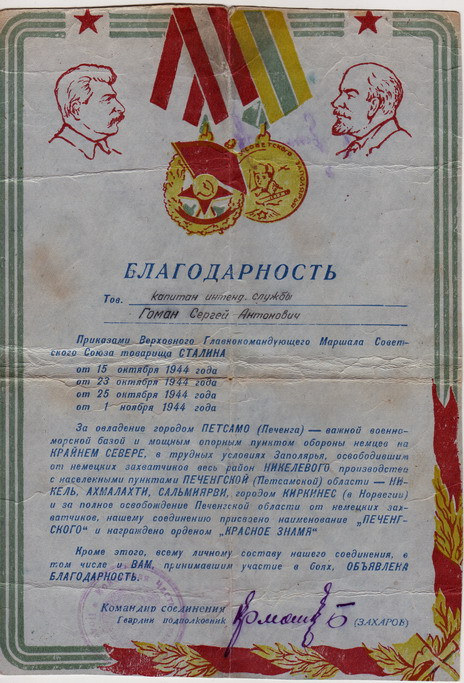 БЛАГОДАРНОСТЬ
Тов. капитан интенд. службы
Гоман Сергей Антонович
Приказами Верховного Главнокомандующего Маршала Совет-
ского Союза товарища СТАЛИНА
от 15 октября 1944 года
от 23 октября 1944 года
от 25 октября 1944 года
от 1 ноября 1944 года
За овладение городом ПЕТСАМО (Печенга) — важной военно-
морской базой и мощным опорным пунктом обороны немцев на
КРАЙНЕМ СЕВЕРЕ, в трудных условиях Заполярья, освободившим
от немецких захватчиков весь район НИКЕЛЕВОГО производства
с населенными пунктами ПЕЧЕНГСКОЙ (Петсамской) области — НИ-
КЕЛЬ, АХМАЛАХТИ, САЛЬМИЯРВИ, городом КИРКИНЕС (в Норвегии)
и за полное освобождение Печенгской области от немецких зах-
ватчиков, нашему соединению присвоено наименование „ПЕЧЕНГ-
СКОГО" и награждено орденом „КРАСНОЕ ЗНАМЯ"
Кроме этого, всему личному составу нашего соединения, в
том числе и ВАМ, принимавшим участие в боях, ОБЪЯВЛЕНА
БЛАГОДАРНОСТЬ.
Командир соединения
Гвардии подполковник (ЗАХАРОВ)